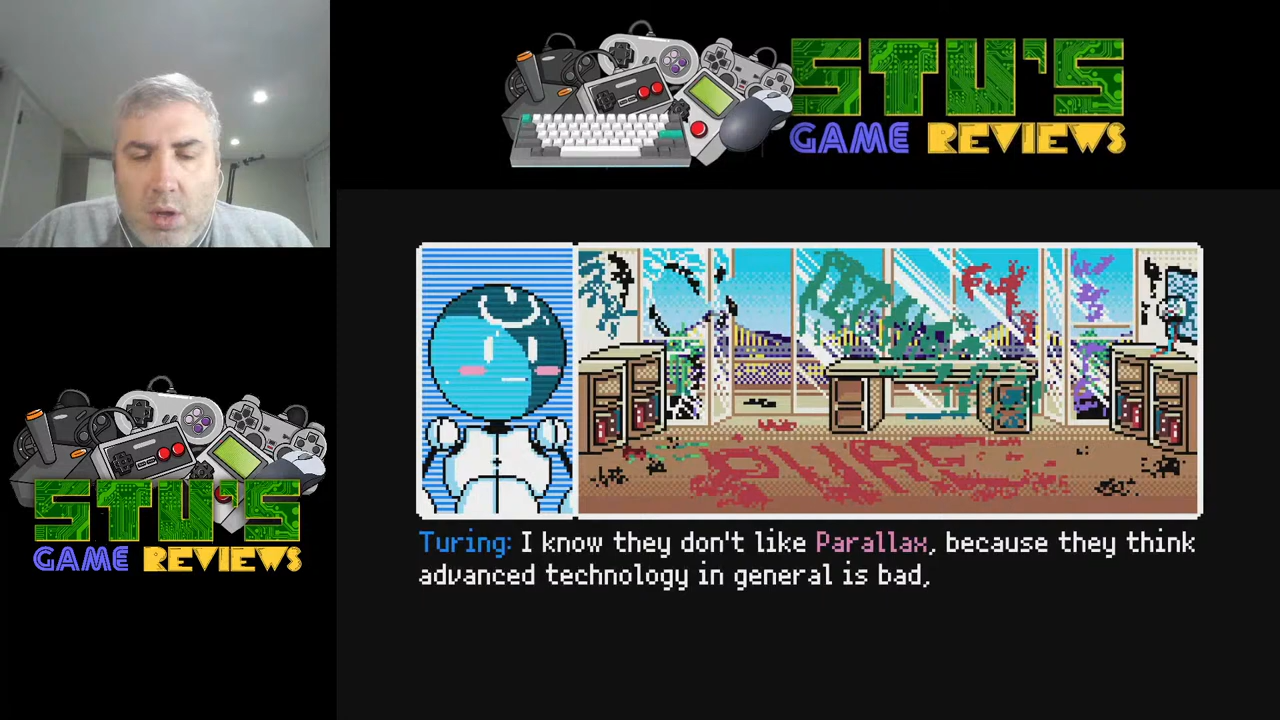 STU'S
GAME REVIEWS
PURE
Turing: I know they don't like Parallax, because they think
advanced technology in general is bad,
STU'S
GAME REVIEWS